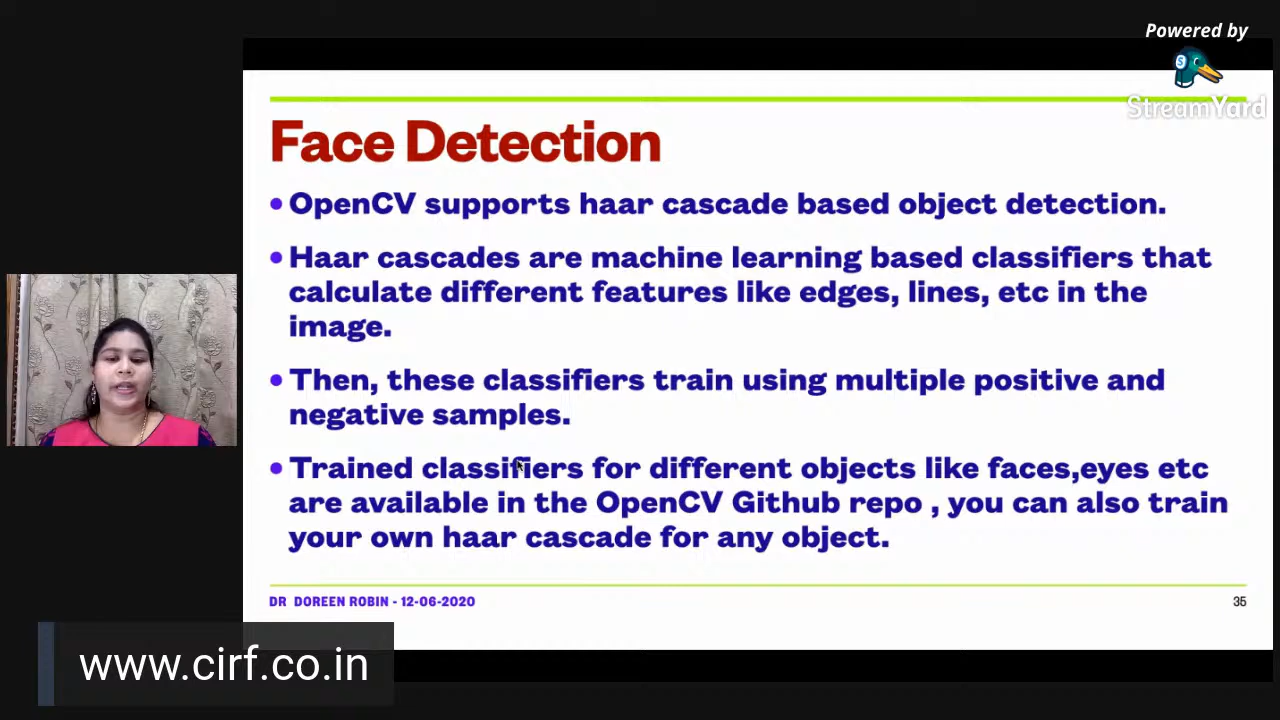 Powered by
StreamYard
Face Detection
• OpenCV supports haar cascade based object detection.
• Haar cascades are machine learning based classifiers that
calculate different features like edges, lines, etc in the
image.
• Then, these classifiers train using multiple positive and
negative samples.
• Trained classifiers for different objects like faces,eyes etc
are available in the OpenCV Github repo , you can also train
your own haar cascade for any object.
DR DOREEN ROBIN - 12-06-2020
35
www.cirf.co.in